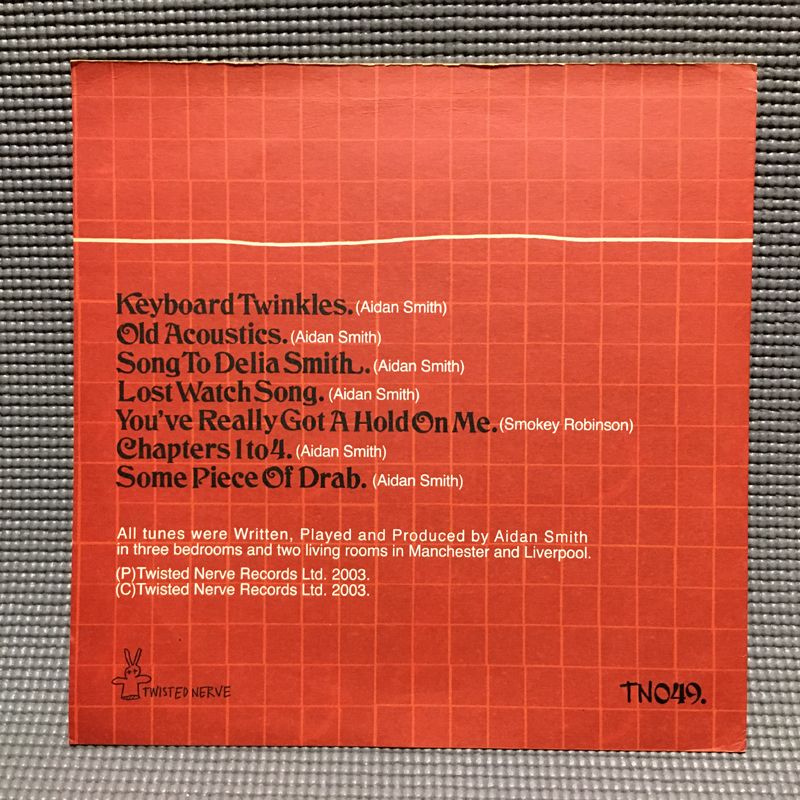 Keyboard Twinkles. (Aidan Smith)
Old Acoustics. (Aidan Smith)
Song To Delia Smith. (Aidan Smith)
Lost Watch Song. (Aidan Smith)
You've Really Got A Hold On Me. (Smokey Robinson)
Chapters 1 to 4. (Aidan Smith)
Some Piece Of Drab. (Aidan Smith)
All tunes were Written, Played and Produced by Aidan Smith
in three bedrooms and two living rooms in Manchester and Liverpool.
(P)Twisted Nerve Records Ltd. 2003.
(C)Twisted Nerve Records Ltd. 2003.
TWISTED NERVE
TN049.